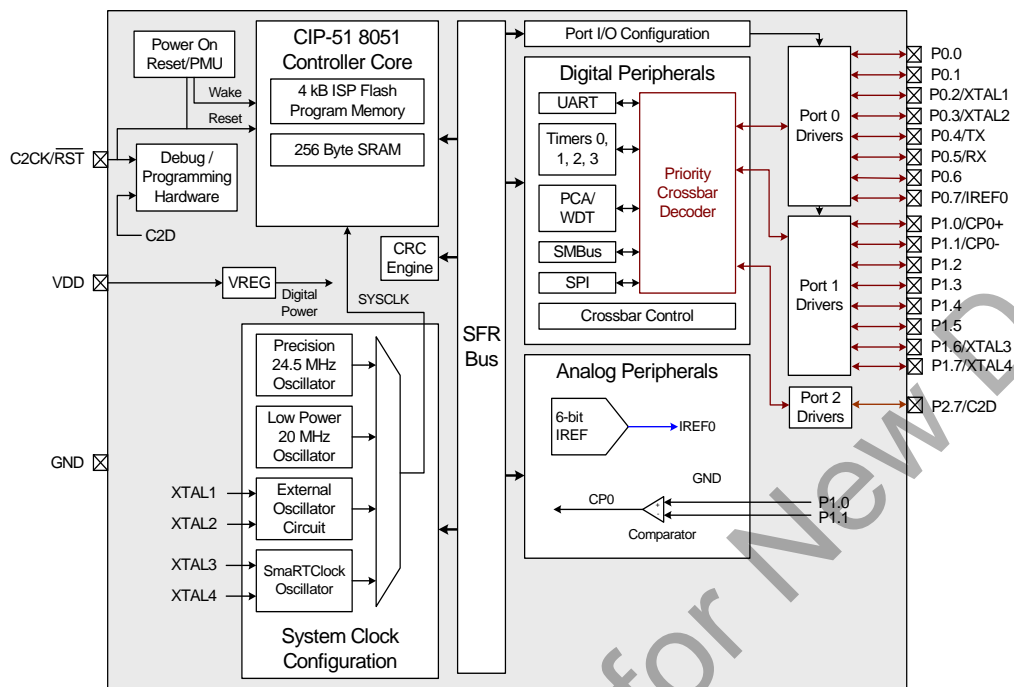 Power On
Reset/PMU
CIP-51 8051
Controller Core
4 kB ISP Flash
Program Memory
256 Byte SRAM
Wake
Reset
C2CK/RST
Debug /
Programming
Hardware
C2D
VDD
VREG
Digital
Power
SYSCLK
CRC
Engine
GND
Precision
24.5 MHz
Oscillator
Low Power
20 MHz
Oscillator
XTAL1
XTAL2
External
Oscillator
Circuit
XTAL3
XTAL4
SmaRTClock
Oscillator
System Clock
Configuration
SFR
Bus
Port I/O Configuration
Digital Peripherals
UART
Timers 0,
1, 2, 3
PCA/
WDT
SMBus
SPI
Priority
Crossbar
Decoder
Crossbar Control
Analog Peripherals
6-bit
IREF
IREF0
GND
CP0
+
-
Comparator
P1.0
P1.1
Port 0
Drivers
Port 1
Drivers
Port 2
Drivers
P0.0
P0.1
P0.2/XTAL1
P0.3/XTAL2
P0.4/TX
P0.5/RX
P0.6
P0.7/IREF0
P1.0/CP0+
P1.1/CP0-
P1.2
P1.3
P1.4
P1.5
P1.6/XTAL3
P1.7/XTAL4
P2.7/C2D
for New D